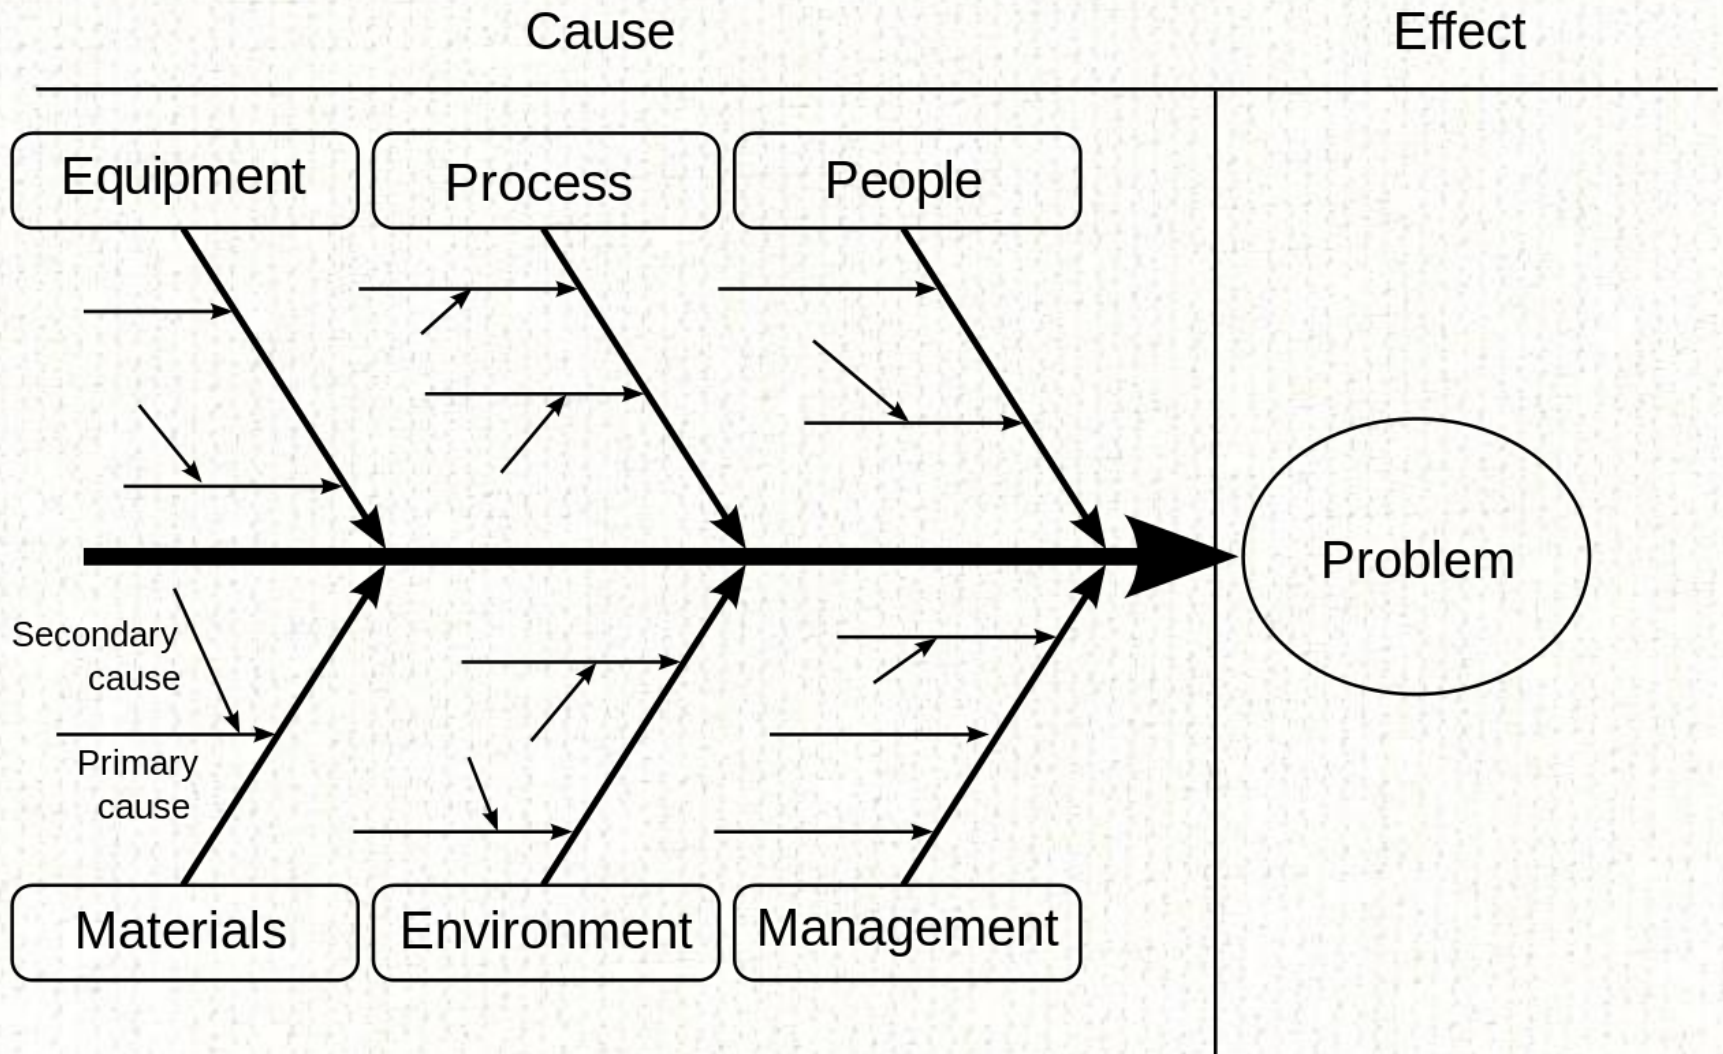 Cause
Effect
Equipment
Process
People
Problem
Secondary
cause
Primary
cause
Materials
Environment
Management